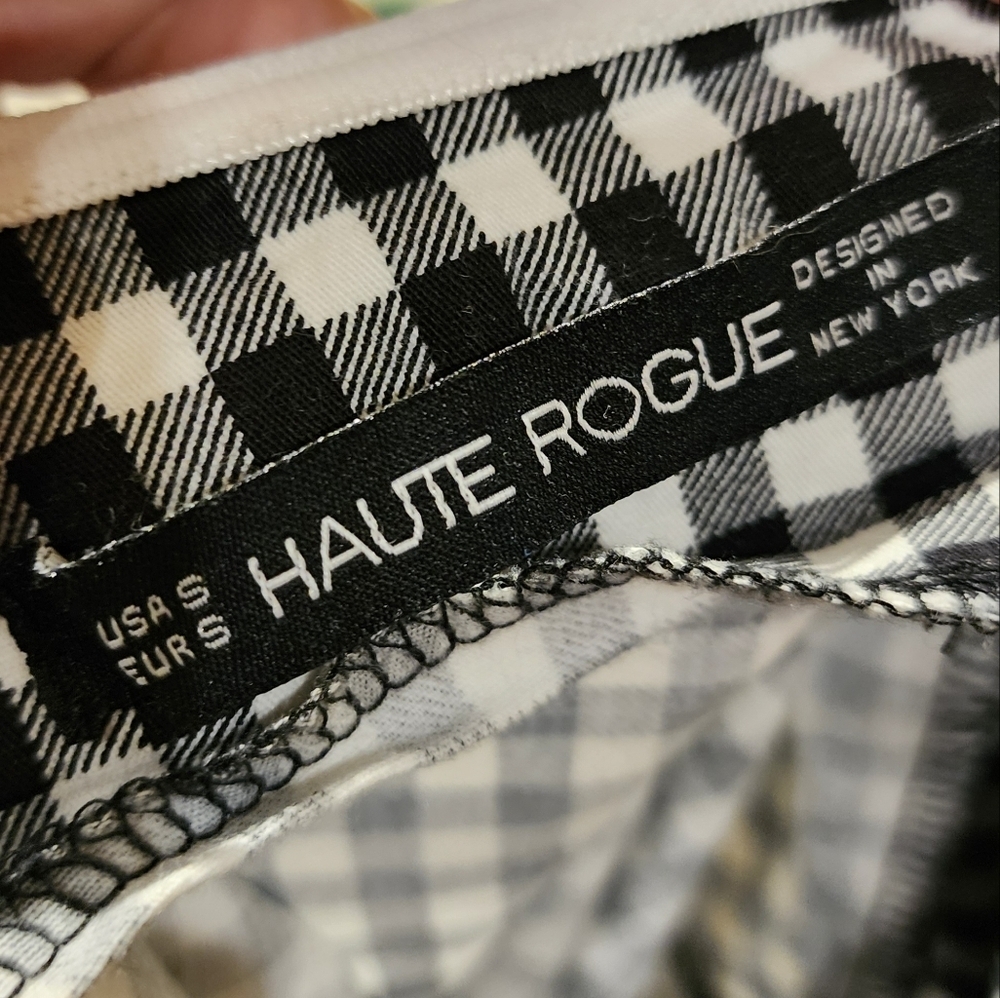 USA S
EUR S
HAUTE ROGUE
DESIGNED
IN
NEW YORK